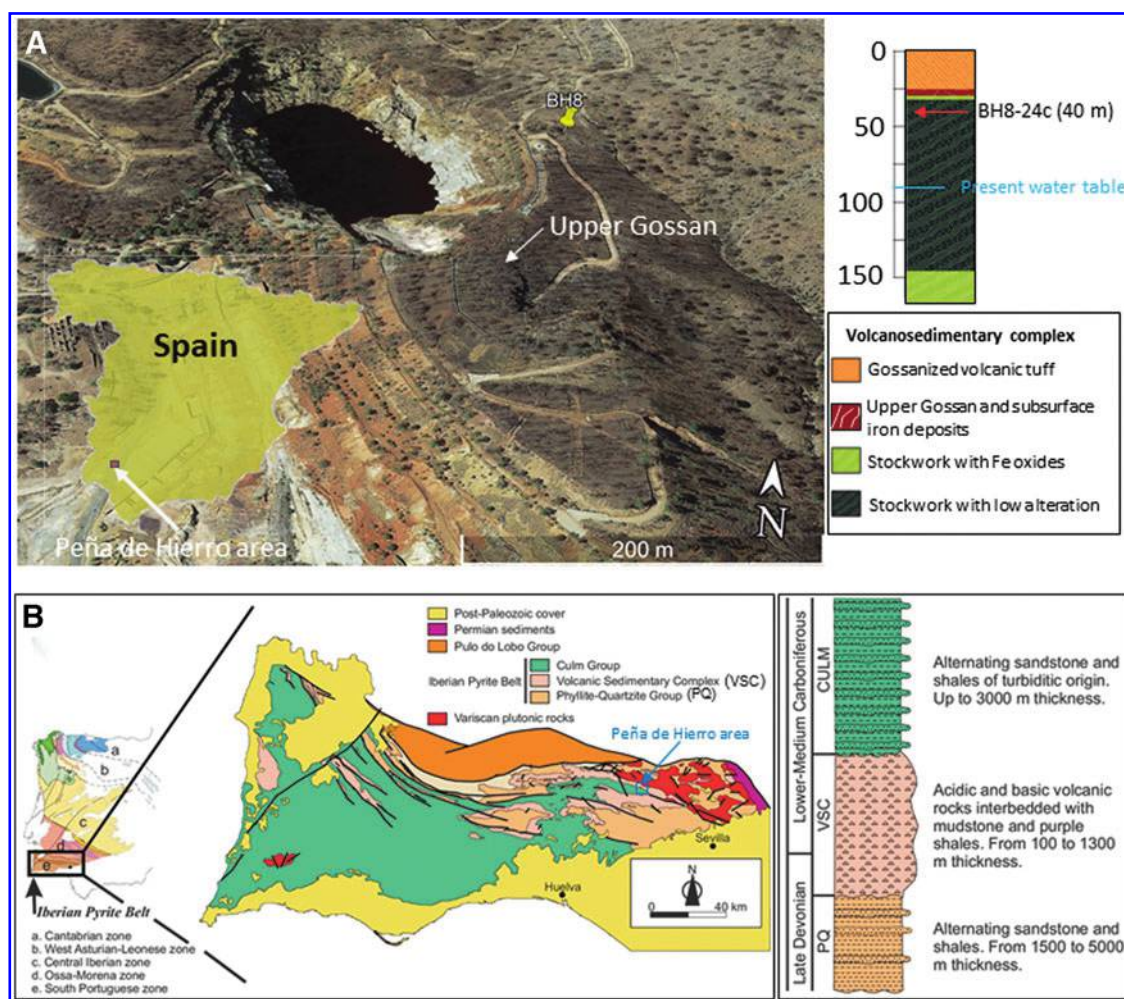 A
BH8
Upper Gossan
Spain
Peña de Hierro area
N
200 m
0
50
100
150
BH8-24c (40 m)
Present water table
Volcanosedimentary complex
Gossanized volcanic tuff
Upper Gossan and subsurface
iron deposits
Stockwork with Fe oxides
Stockwork with low alteration
B
a
b
c
d
e
Iberian Pyrite Belt
a. Cantabrian zone
b. West Asturian-Leonese zone
c. Central Iberian zone
d. Ossa-Morena zone
e. South Portuguese zone
Post-Paleozoic cover
Permian sediments
Pulo do Lobo Group
Iberian Pyrite Belt
Culm Group
Volcanic Sedimentary Complex (VSC)
Phyllite-Quartzite Group (PQ)
Variscan plutonic rocks
Peña de Hierro area
Sevilla
Huelva
N
0 40 km
Lower-Medium Carboniferous
Late Devonian
CULM
VSC
PQ
Alternating sandstone and
shales of turbiditic origin.
Up to 3000 m thickness.
Acidic and basic volcanic
rocks interbedded with
mudstone and purple
shales. From 100 to 1300
m thickness.
Alternating sandstone and
shales. From 1500 to 5000
m thickness.